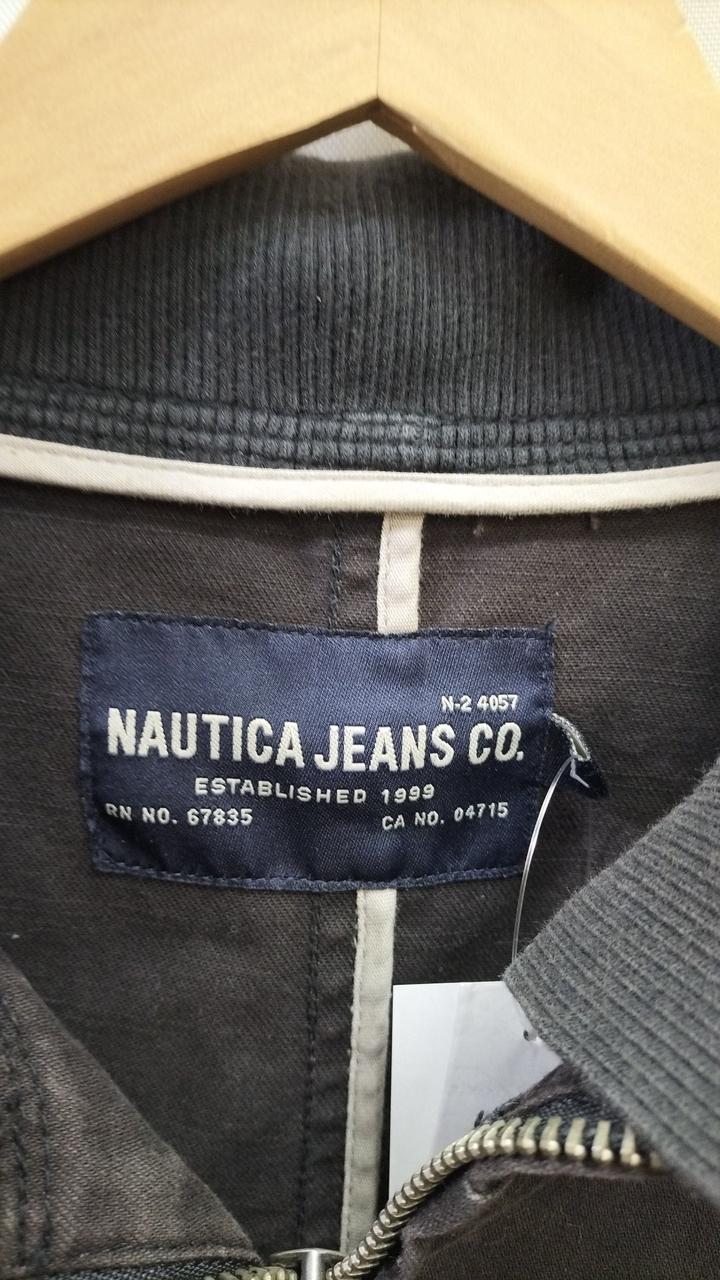 N-2 4057
NAUTICA JEANS CO.
ESTABLISHED 1999
RN NO. 67835 CA NO. 04715